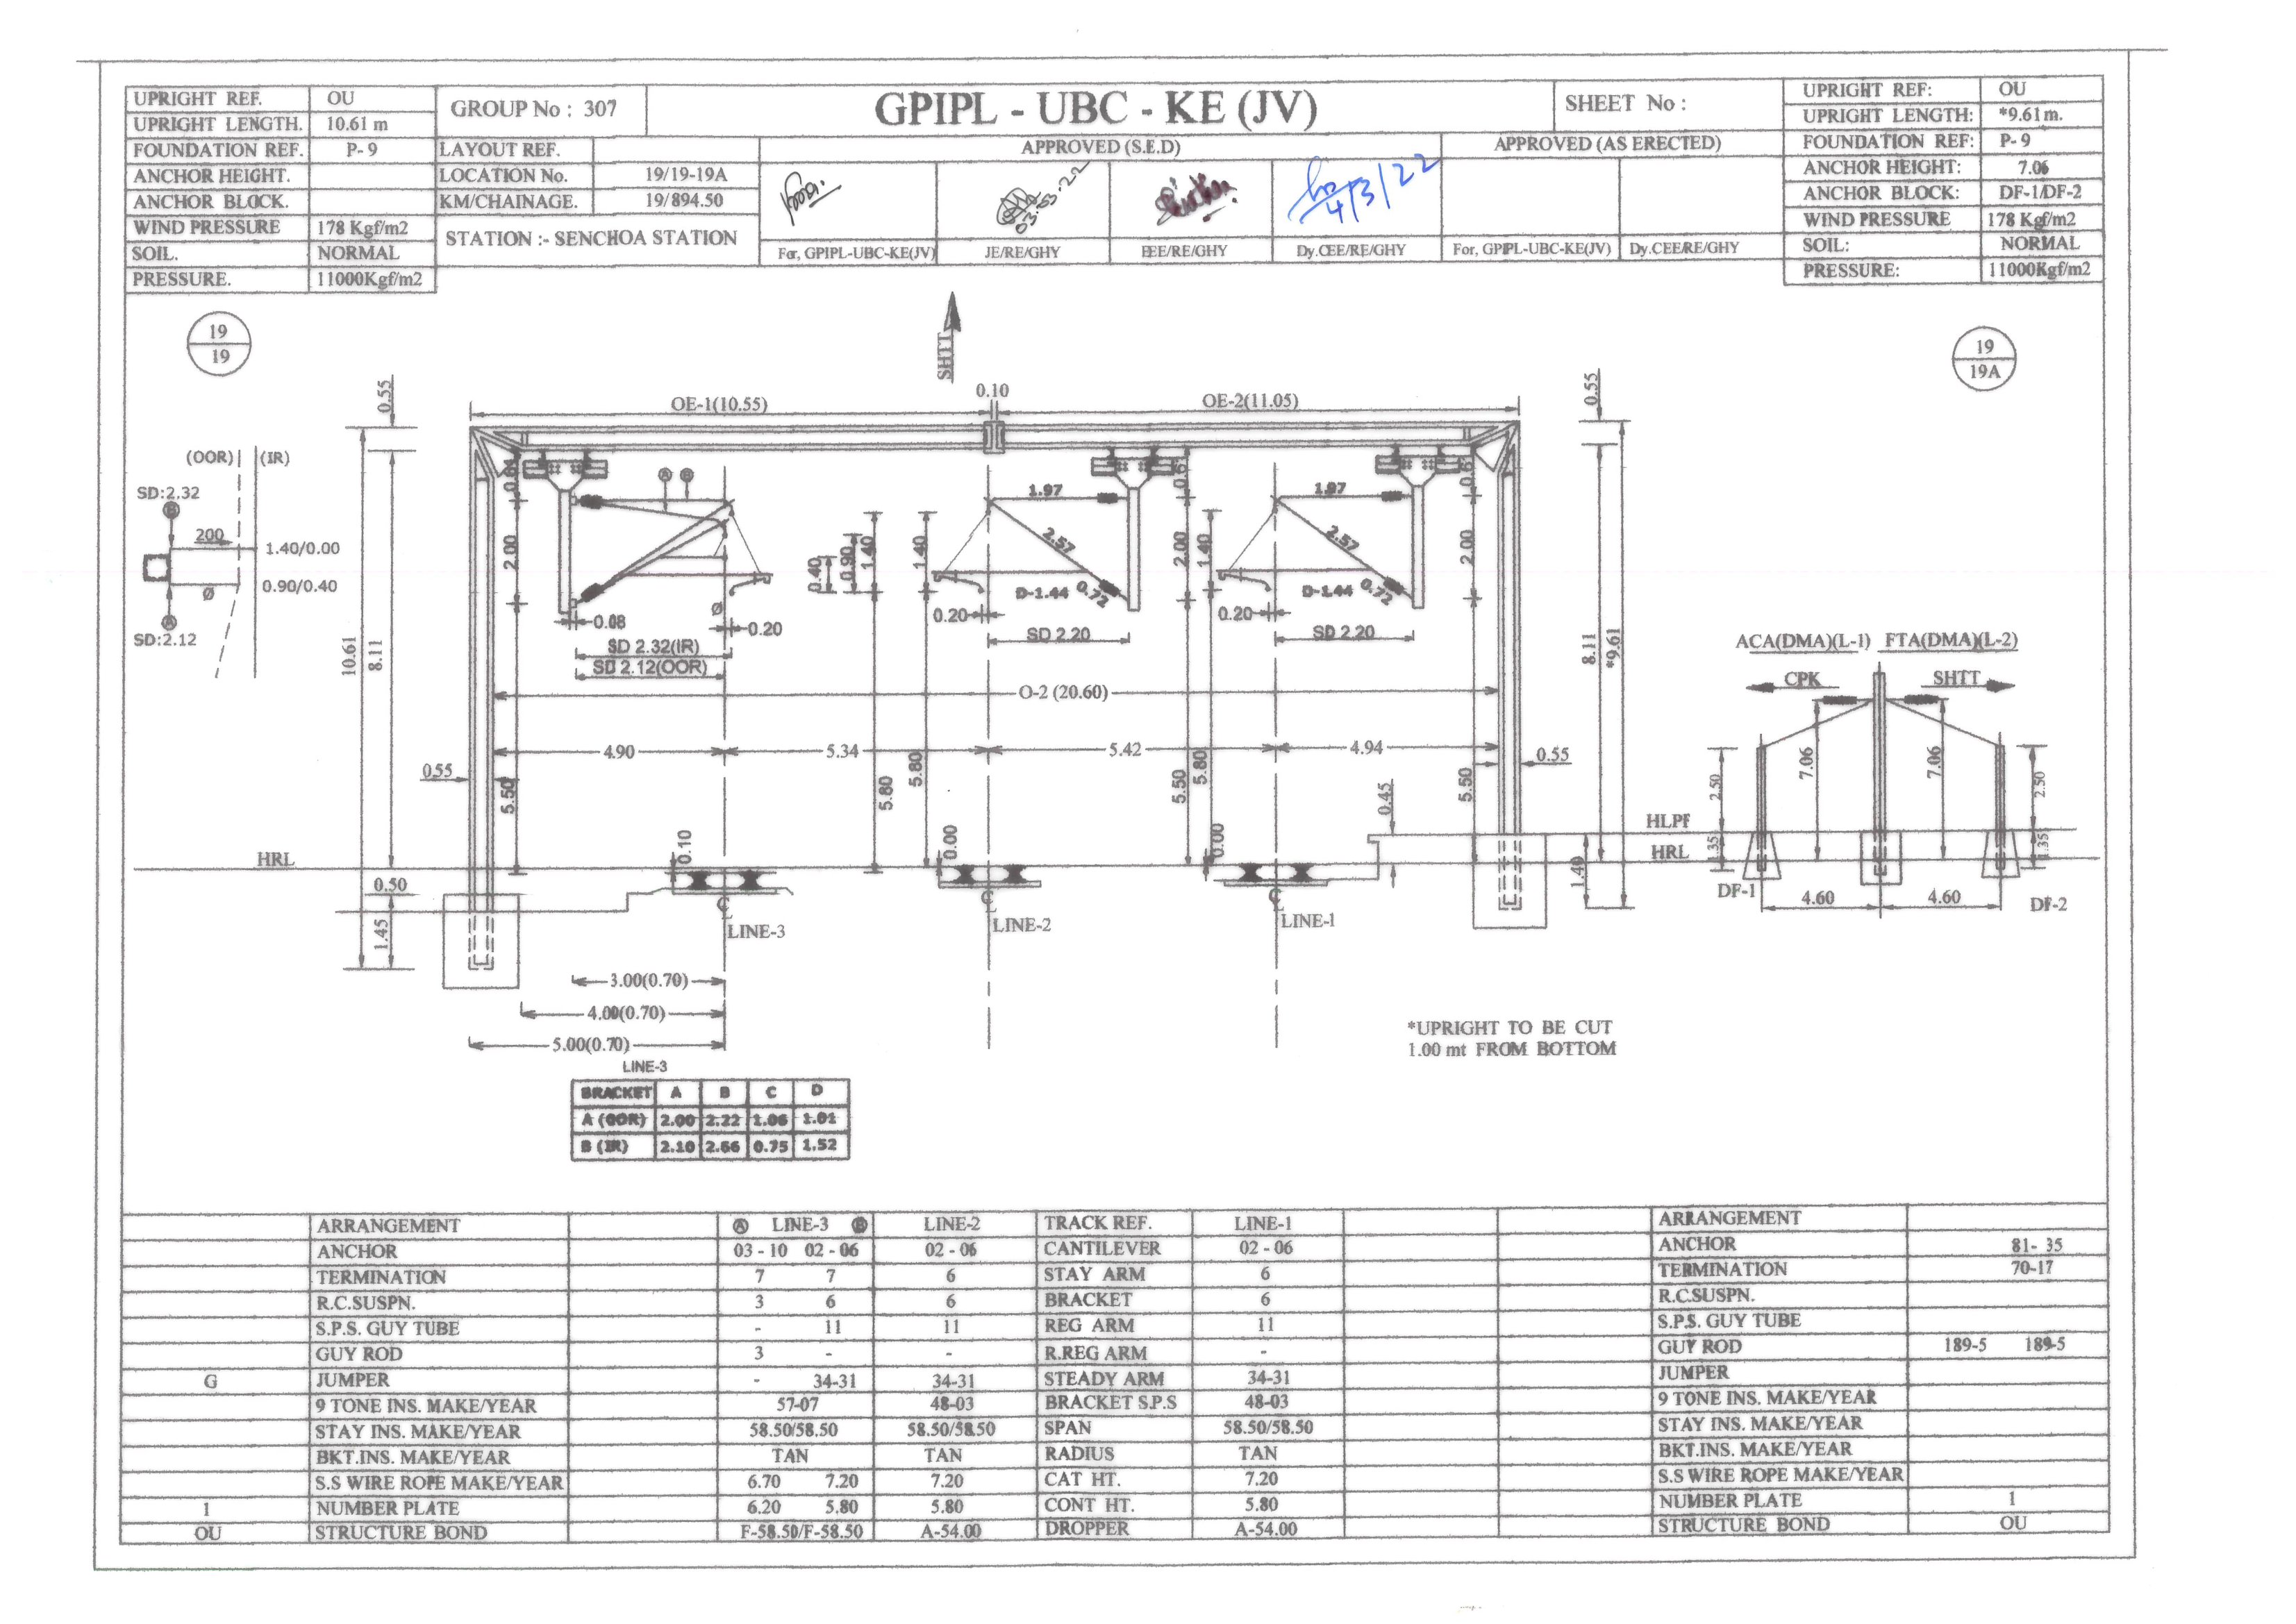 UPRIGHT REF. OU
UPRIGHT LENGTH. 10.61 m
FOUNDATION REF. P- 9
ANCHOR HEIGHT.
ANCHOR BLOCK.
WIND PRESSURE 178 Kgf/m2
SOIL. NORMAL
PRESSURE. 11000Kgf/m2
GROUP No : 307
LAYOUT REF.
LOCATION No. 19/19-19A
KM/CHAINAGE. 19/894.50
STATION :- SENCHOA STATION
GPIPL - UBC - KE (JV)
SHEET No :
APPROVED (S.E.D)
APPROVED (AS ERECTED)
03.03.22
4/3/22
For, GPIPL-UBC-KE(JV) JE/RE/GHY EEE/RE/GHY Dy.CEE/RE/GHY For, GPIPL-UBC-KE(JV) Dy.CEE/RE/GHY
UPRIGHT REF: OU
UPRIGHT LENGTH: *9.61m.
FOUNDATION REF: P- 9
ANCHOR HEIGHT: 7.06
ANCHOR BLOCK: DF-1/DF-2
WIND PRESSURE 178 Kgf/m2
SOIL: NORMAL
PRESSURE: 11000Kgf/m2
19
19
SHTT
19
19A
0.55
OE-1(10.55)
0.10
OE-2(11.05)
0.55
(OOR) (IR)
SD:2.32
B
200
1.40/0.00
0.90/0.40
Ø
A
SD:2.12
10.61
8.11
0.61
2.00
A B
0.08
Ø
0.20
SD 2.32(IR)
SD 2.12(OOR)
0.40
0.90
1.40
1.40
1.97
2.57
D-1.44
0.72
0.20
SD 2.20
0.6
2.00
1.40
1.97
2.57
D-1.44
0.72
0.20
SD 2.20
0.6
2.00
8.11
*9.61
O-2 (20.60)
4.90
5.34
5.42
4.94
0.55
0.55
5.50
5.80
5.80
5.50
5.80
5.50
0.45
HRL
0.50
1.45
0.10
0.00
0.00
1.40
LINE-3
LINE-2
LINE-1
3.00(0.70)
4.00(0.70)
5.00(0.70)
ACA(DMA)(L-1) FTA(DMA)(L-2)
CPK
SHTT
2.50
7.06
7.06
2.50
HLPF
HRL
1.35
1.35
DF-1
4.60
4.60
DF-2
*UPRIGHT TO BE CUT
1.00 mt FROM BOTTOM
LINE-3
BRACKET A B C D
A (OOR) 2.00 2.22 1.06 1.01
B (IR) 2.10 2.66 0.75 1.52
ARRANGEMENT A LINE-3 B LINE-2 TRACK REF. LINE-1 ARRANGEMENT
ANCHOR 03 - 10 02 - 06 02 - 06 CANTILEVER 02 - 06 ANCHOR 81- 35
TERMINATION 7 7 6 STAY ARM 6 TERMINATION 70-17
R.C.SUSPN. 3 6 6 BRACKET 6 R.C.SUSPN.
S.P.S. GUY TUBE - 11 11 REG ARM 11 S.P.S. GUY TUBE
GUY ROD 3 - - R.REG ARM - GUY ROD 189-5 189-5
G JUMPER - 34-31 34-31 STEADY ARM 34-31 JUMPER
9 TONE INS. MAKE/YEAR 57-07 48-03 BRACKET S.P.S 48-03 9 TONE INS. MAKE/YEAR
STAY INS. MAKE/YEAR 58.50/58.50 58.50/58.50 SPAN 58.50/58.50 STAY INS. MAKE/YEAR
BKT.INS. MAKE/YEAR TAN TAN RADIUS TAN BKT.INS. MAKE/YEAR
S.S WIRE ROPE MAKE/YEAR 6.70 7.20 7.20 CAT HT. 7.20 S.S WIRE ROPE MAKE/YEAR
1 NUMBER PLATE 6.20 5.80 5.80 CONT HT. 5.80 NUMBER PLATE 1
OU STRUCTURE BOND F-58.50/F-58.50 A-54.00 DROPPER A-54.00 STRUCTURE BOND OU